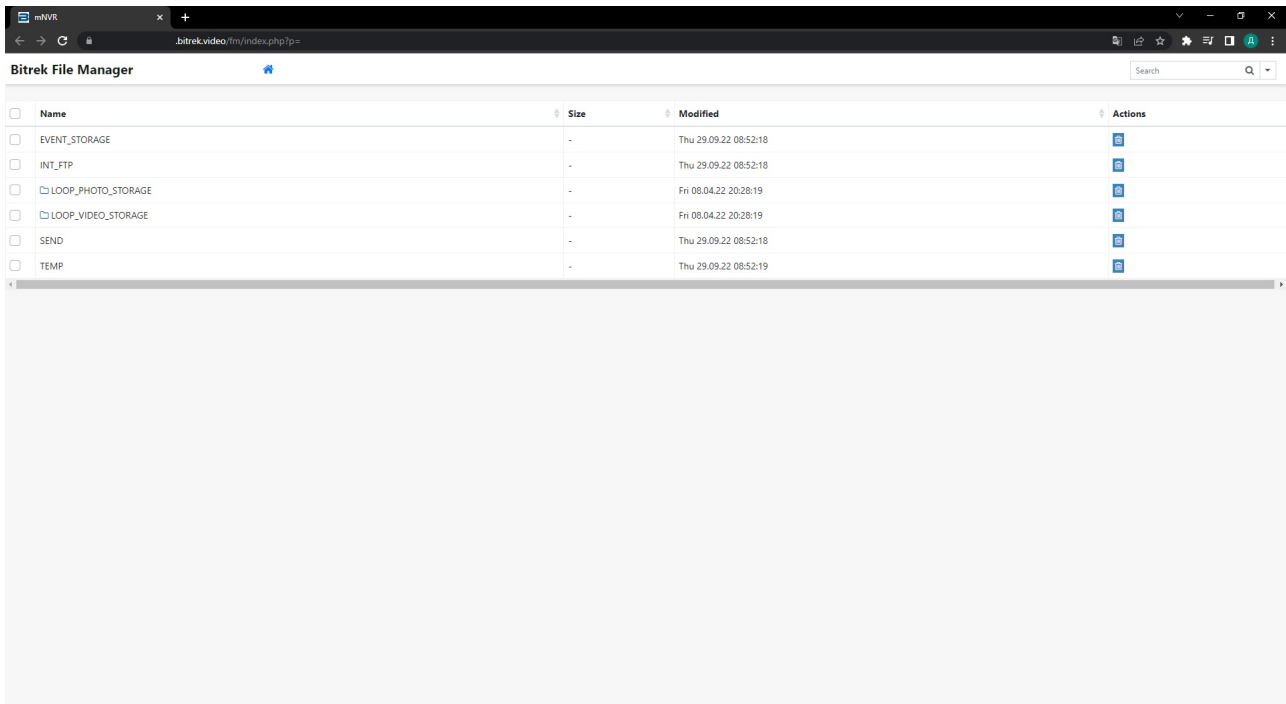 mNVR
.bitrek.video/fm/index.php?p=
Д
Bitrek File Manager
Search
Name Size Modified Actions
EVENT_STORAGE - Thu 29.09.22 08:52:18
INT_FTP - Thu 29.09.22 08:52:18
LOOP_PHOTO_STORAGE - Fri 08.04.22 20:28:19
LOOP_VIDEO_STORAGE - Fri 08.04.22 20:28:19
SEND - Thu 29.09.22 08:52:18
TEMP - Thu 29.09.22 08:52:19